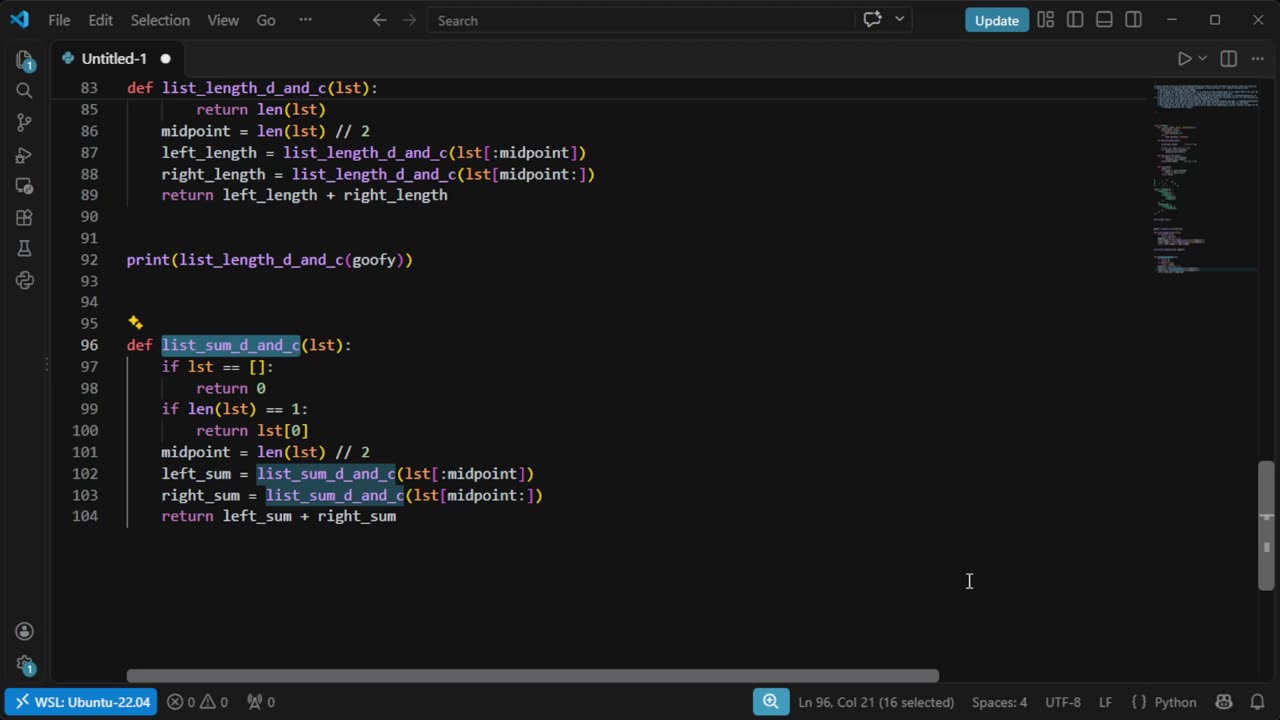 File Edit Selection View Go ··· Search Update
Untitled-1
83 def list_length_d_and_c(lst):
85 return len(lst)
86 midpoint = len(lst) // 2
87 left_length = list_length_d_and_c(lst[:midpoint])
88 right_length = list_length_d_and_c(lst[midpoint:])
89 return left_length + right_length
90
91
92 print(list_length_d_and_c(goofy))
93
94
95
96 def list_sum_d_and_c(lst):
97 if lst == []:
98 return 0
99 if len(lst) == 1:
100 return lst[0]
101 midpoint = len(lst) // 2
102 left_sum = list_sum_d_and_c(lst[:midpoint])
103 right_sum = list_sum_d_and_c(lst[midpoint:])
104 return left_sum + right_sum
1
1
WSL: Ubuntu-22.04 0 0 0 Ln 96, Col 21 (16 selected) Spaces: 4 UTF-8 LF {} Python